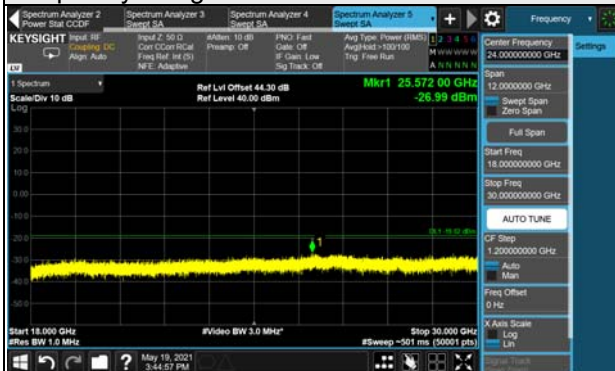 Spectrum Analyzer 2
Power Stat CCDF
Spectrum Analyzer 3
Swept SA
Spectrum Analyzer 4
Swept SA
Spectrum Analyzer 5
Swept SA
Frequency
KEYSIGHT
Input: RF
Coupling: DC
Align: Auto
Input Z: 50 Ω
Corr CCorr RCal
Freq Ref: Int (S)
NFE: Adaptive
#Atten: 10 dB
Preamp: Off
PNO: Fast
Gate: Off
IF Gain: Low
Sig Track: Off
Avg Type: Power (RMS)
Avg|Hold:>100/100
Trig: Free Run
1 2 3 4 5 6
M W W W W W
A N N N N N
LXI
1 Spectrum
Scale/Div 10 dB
Log
Ref Lvl Offset 44.30 dB
Ref Level 40.00 dBm
Mkr1 25.572 00 GHz
-26.99 dBm
30.0
20.0
10.0
0.00
-10.0
-20.0
-30.0
-40.0
-50.0
1
Start 18.000 GHz
#Res BW 1.0 MHz
#Video BW 3.0 MHz*
Stop 30.000 GHz
#Sweep ~501 ms (50001 pts)
May 19, 2021
3:44:57 PM
Center Frequency
24.000000000 GHz
Settings
Span
12.0000000 GHz
Swept Span
Zero Span
Full Span
Start Freq
18.000000000 GHz
Stop Freq
30.000000000 GHz
AUTO TUNE
CF Step
1.200000000 GHz
Auto
Man
Freq Offset
0 Hz
X Axis Scale
Log
Lin
Signal Track